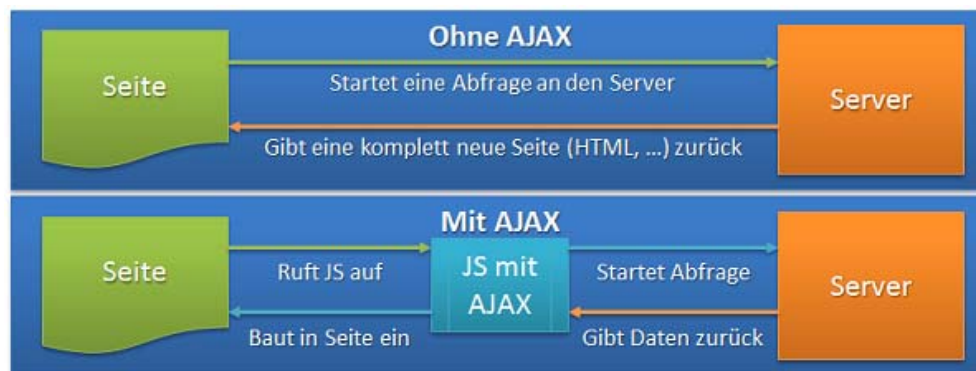 Ohne AJAX
Seite
Startet eine Abfrage an den Server
Server
Gibt eine komplett neue Seite (HTML, ...) zurück
Mit AJAX
Seite
Ruft JS auf
JS mit
AJAX
Startet Abfrage
Server
Baut in Seite ein
Gibt Daten zurück